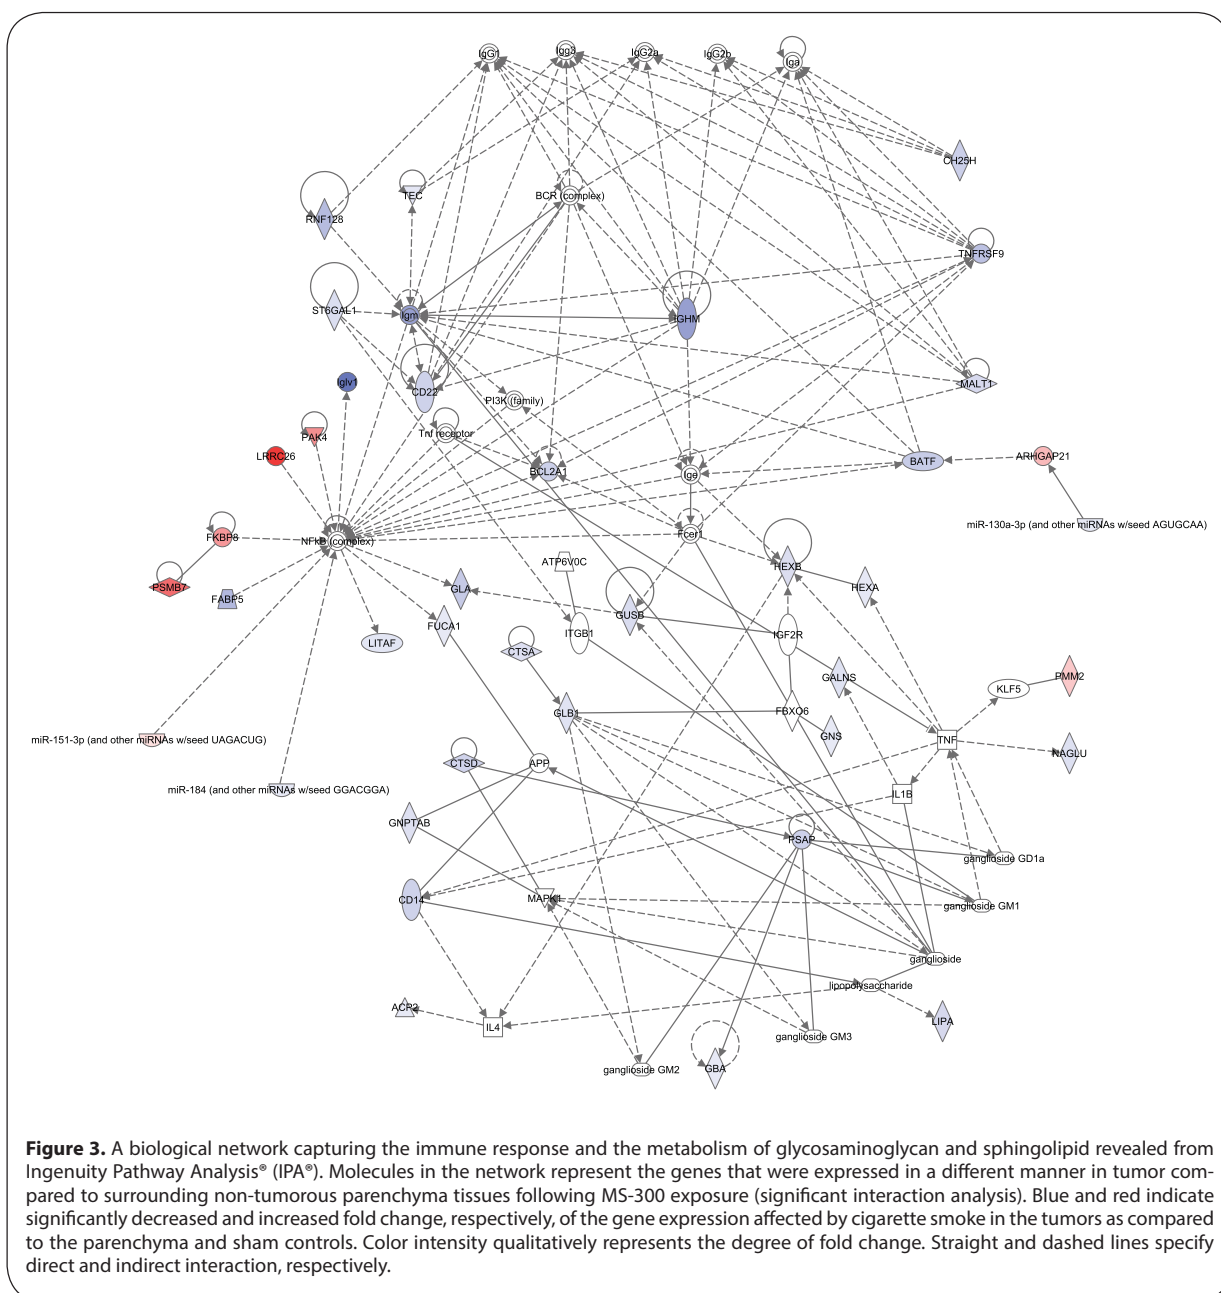 IgG1
Igg3
IgG2a
IgG2b
Iga
CH25H
TEC
BCR (complex)
RNF128
TNFRSF9
ST6GAL1
Igm
IGHM
Iglv1
CD22
PI3K (family)
MALT1
PAK4
Tnf receptor
LRRC26
BCL2A1
Ige
BATF
ARHGAP21
miR-130a-3p (and other miRNAs w/seed AGUGCAA)
FKBP8
NFkB (complex)
Fcer1
ATP6V0C
HEXB
HEXA
PSMB7
FABP5
GLA
FUCA1
GUSB
LITAF
ITGB1
IGF2R
CTSA
GALNS
PMM2
KLF5
GLB1
FBXO6
GNS
TNF
NAGLU
miR-151-3p (and other miRNAs w/seed UAGACUG)
CTSD
APP
miR-184 (and other miRNAs w/seed GGACGGA)
IL1B
GNPTAB
PSAP
ganglioside GD1a
CD14
MAPK1
ganglioside GM1
ganglioside
lipopolysaccharide
ACP2
IL4
LIPA
ganglioside GM3
ganglioside GM2
GBA
Figure 3. A biological network capturing the immune response and the metabolism of glycosaminoglycan and sphingolipid revealed from
Ingenuity Pathway Analysis® (IPA®). Molecules in the network represent the genes that were expressed in a different manner in tumor com-
pared to surrounding non-tumorous parenchyma tissues following MS-300 exposure (significant interaction analysis). Blue and red indicate
significantly decreased and increased fold change, respectively, of the gene expression affected by cigarette smoke in the tumors as compared
to the parenchyma and sham controls. Color intensity qualitatively represents the degree of fold change. Straight and dashed lines specify
direct and indirect interaction, respectively.